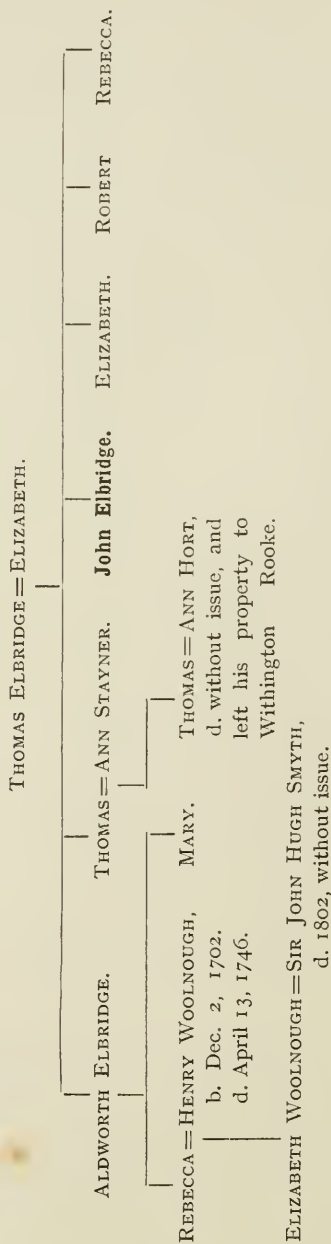 THOMAS ELBRIDGE = ELIZABETH.
ALDWORTH ELBRIDGE. THOMAS = ANN STAYNER. John Elbridge. ELIZABETH. ROBERT REBECCA.
REBECCA = HENRY WOOLNOUGH, MARY. THOMAS = ANN HORT,
b. Dec. 2, 1702. d. without issue, and
d. April 13, 1746. left his property to
Withington Rooke.
ELIZABETH WOOLNOUGH = SIR JOHN HUGH SMYTH,
d. 1802, without issue.